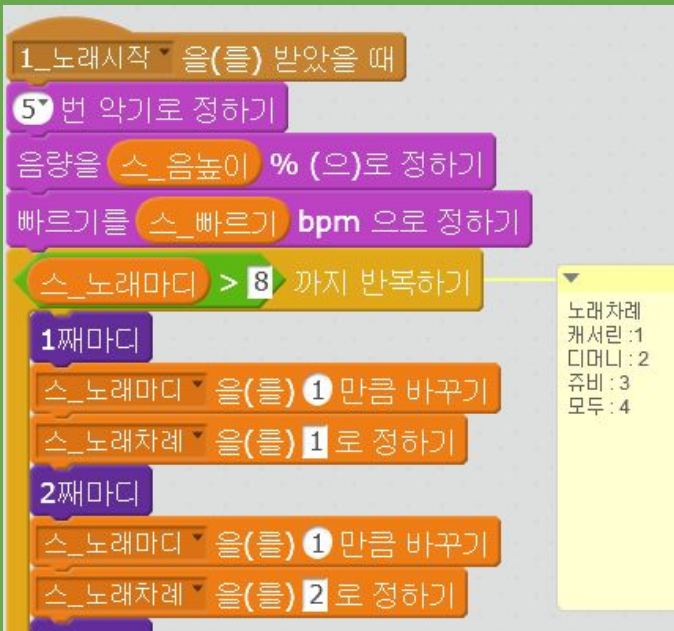 1_노래시작 을(를) 받았을 때
5 번 악기로 정하기
음량을 스_음높이 % (으)로 정하기
빠르기를 스_빠르기 bpm 으로 정하기
스_노래마디 > 8 까지 반복하기
1째마디
스_노래마디 을(를) 1 만큼 바꾸기
스_노래차례 을(를) 1 로 정하기
2째마디
스_노래마디 을(를) 1 만큼 바꾸기
스_노래차례 을(를) 2 로 정하기
노래차례
캐서린 :1
디머니 : 2
쥬비 : 3
모두 : 4